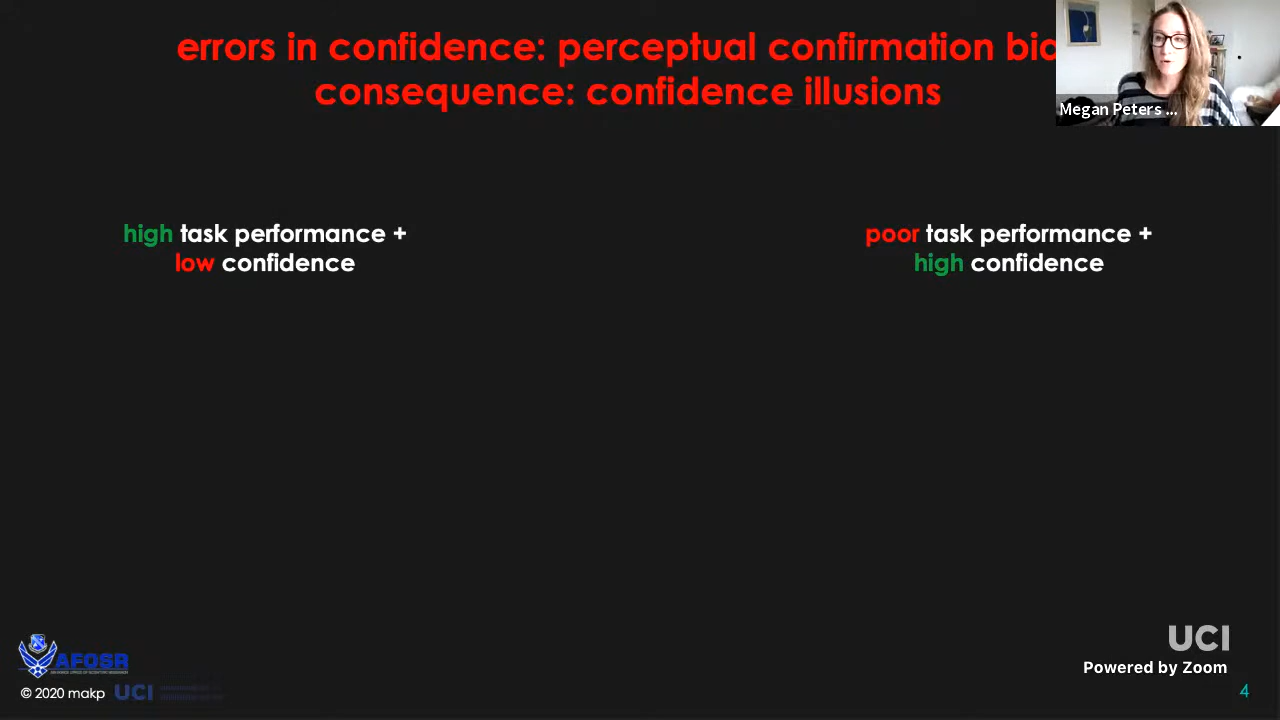 errors in confidence: perceptual confirmation
consequence: confidence illusions
Megan Peters ...
high task performance +
low confidence
poor task performance +
high confidence
AFOSR
UCI
Powered by Zoom
© 2020 makp
UCI
4